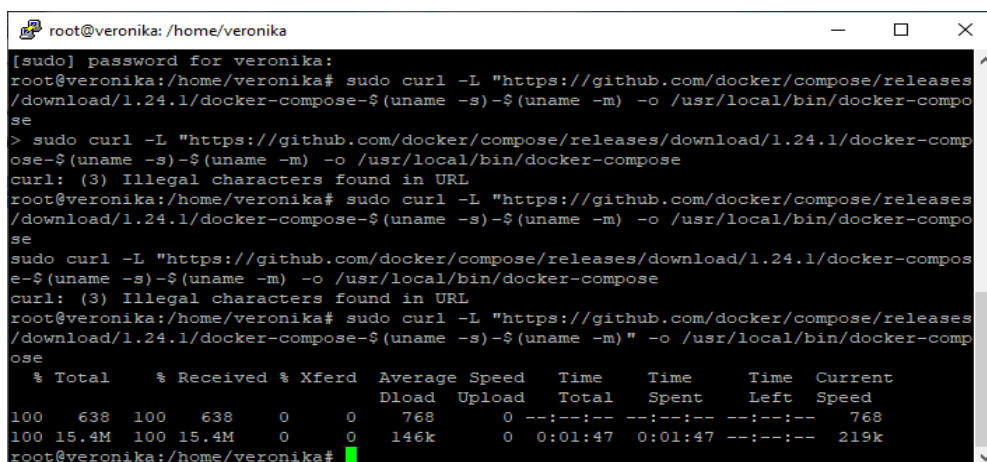 root@veronika: /home/veronika
[sudo] password for veronika:
root@veronika:/home/veronika# sudo curl -L "https://github.com/docker/compose/releases
/download/1.24.1/docker-compose-$(uname -s)-$(uname -m) -o /usr/local/bin/docker-compo
se
> sudo curl -L "https://github.com/docker/compose/releases/download/1.24.1/docker-comp
ose-$(uname -s)-$(uname -m) -o /usr/local/bin/docker-compose
curl: (3) Illegal characters found in URL
root@veronika:/home/veronika# sudo curl -L "https://github.com/docker/compose/releases
/download/1.24.1/docker-compose-$(uname -s)-$(uname -m) -o /usr/local/bin/docker-compo
se
sudo curl -L "https://github.com/docker/compose/releases/download/1.24.1/docker-compos
e-$(uname -s)-$(uname -m) -o /usr/local/bin/docker-compose
curl: (3) Illegal characters found in URL
root@veronika:/home/veronika# sudo curl -L "https://github.com/docker/compose/releases
/download/1.24.1/docker-compose-$(uname -s)-$(uname -m)" -o /usr/local/bin/docker-comp
ose
  % Total    % Received % Xferd  Average Speed   Time    Time     Time  Current
                                 Dload  Upload   Total   Spent    Left  Speed
100   638  100   638    0     0    768      0 --:--:-- --:--:-- --:--:--   768
100 15.4M  100 15.4M    0     0   146k      0  0:01:47  0:01:47 --:--:--  219k
root@veronika:/home/veronika#